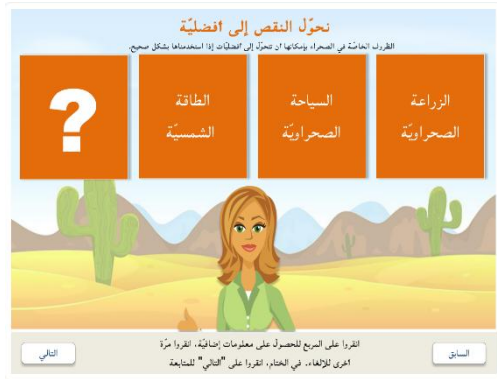 نحوّل النقص إلى أفضليّة
الظروف الخاصّة في الصحراء بإمكانها أن تتحوّل إلى أفضليّات إذا استخدمناها بشكل صحيح.
الزراعة
الصحراويّة
السياحة
الصحراويّة
الطاقة
الشمسيّة
?
انقروا على المربع للحصول على معلومات إضافيّة، انقروا مرّة
أخرى للإلغاء. في الختام، انقروا على "التالي" للمتابعة
السابق
التالي